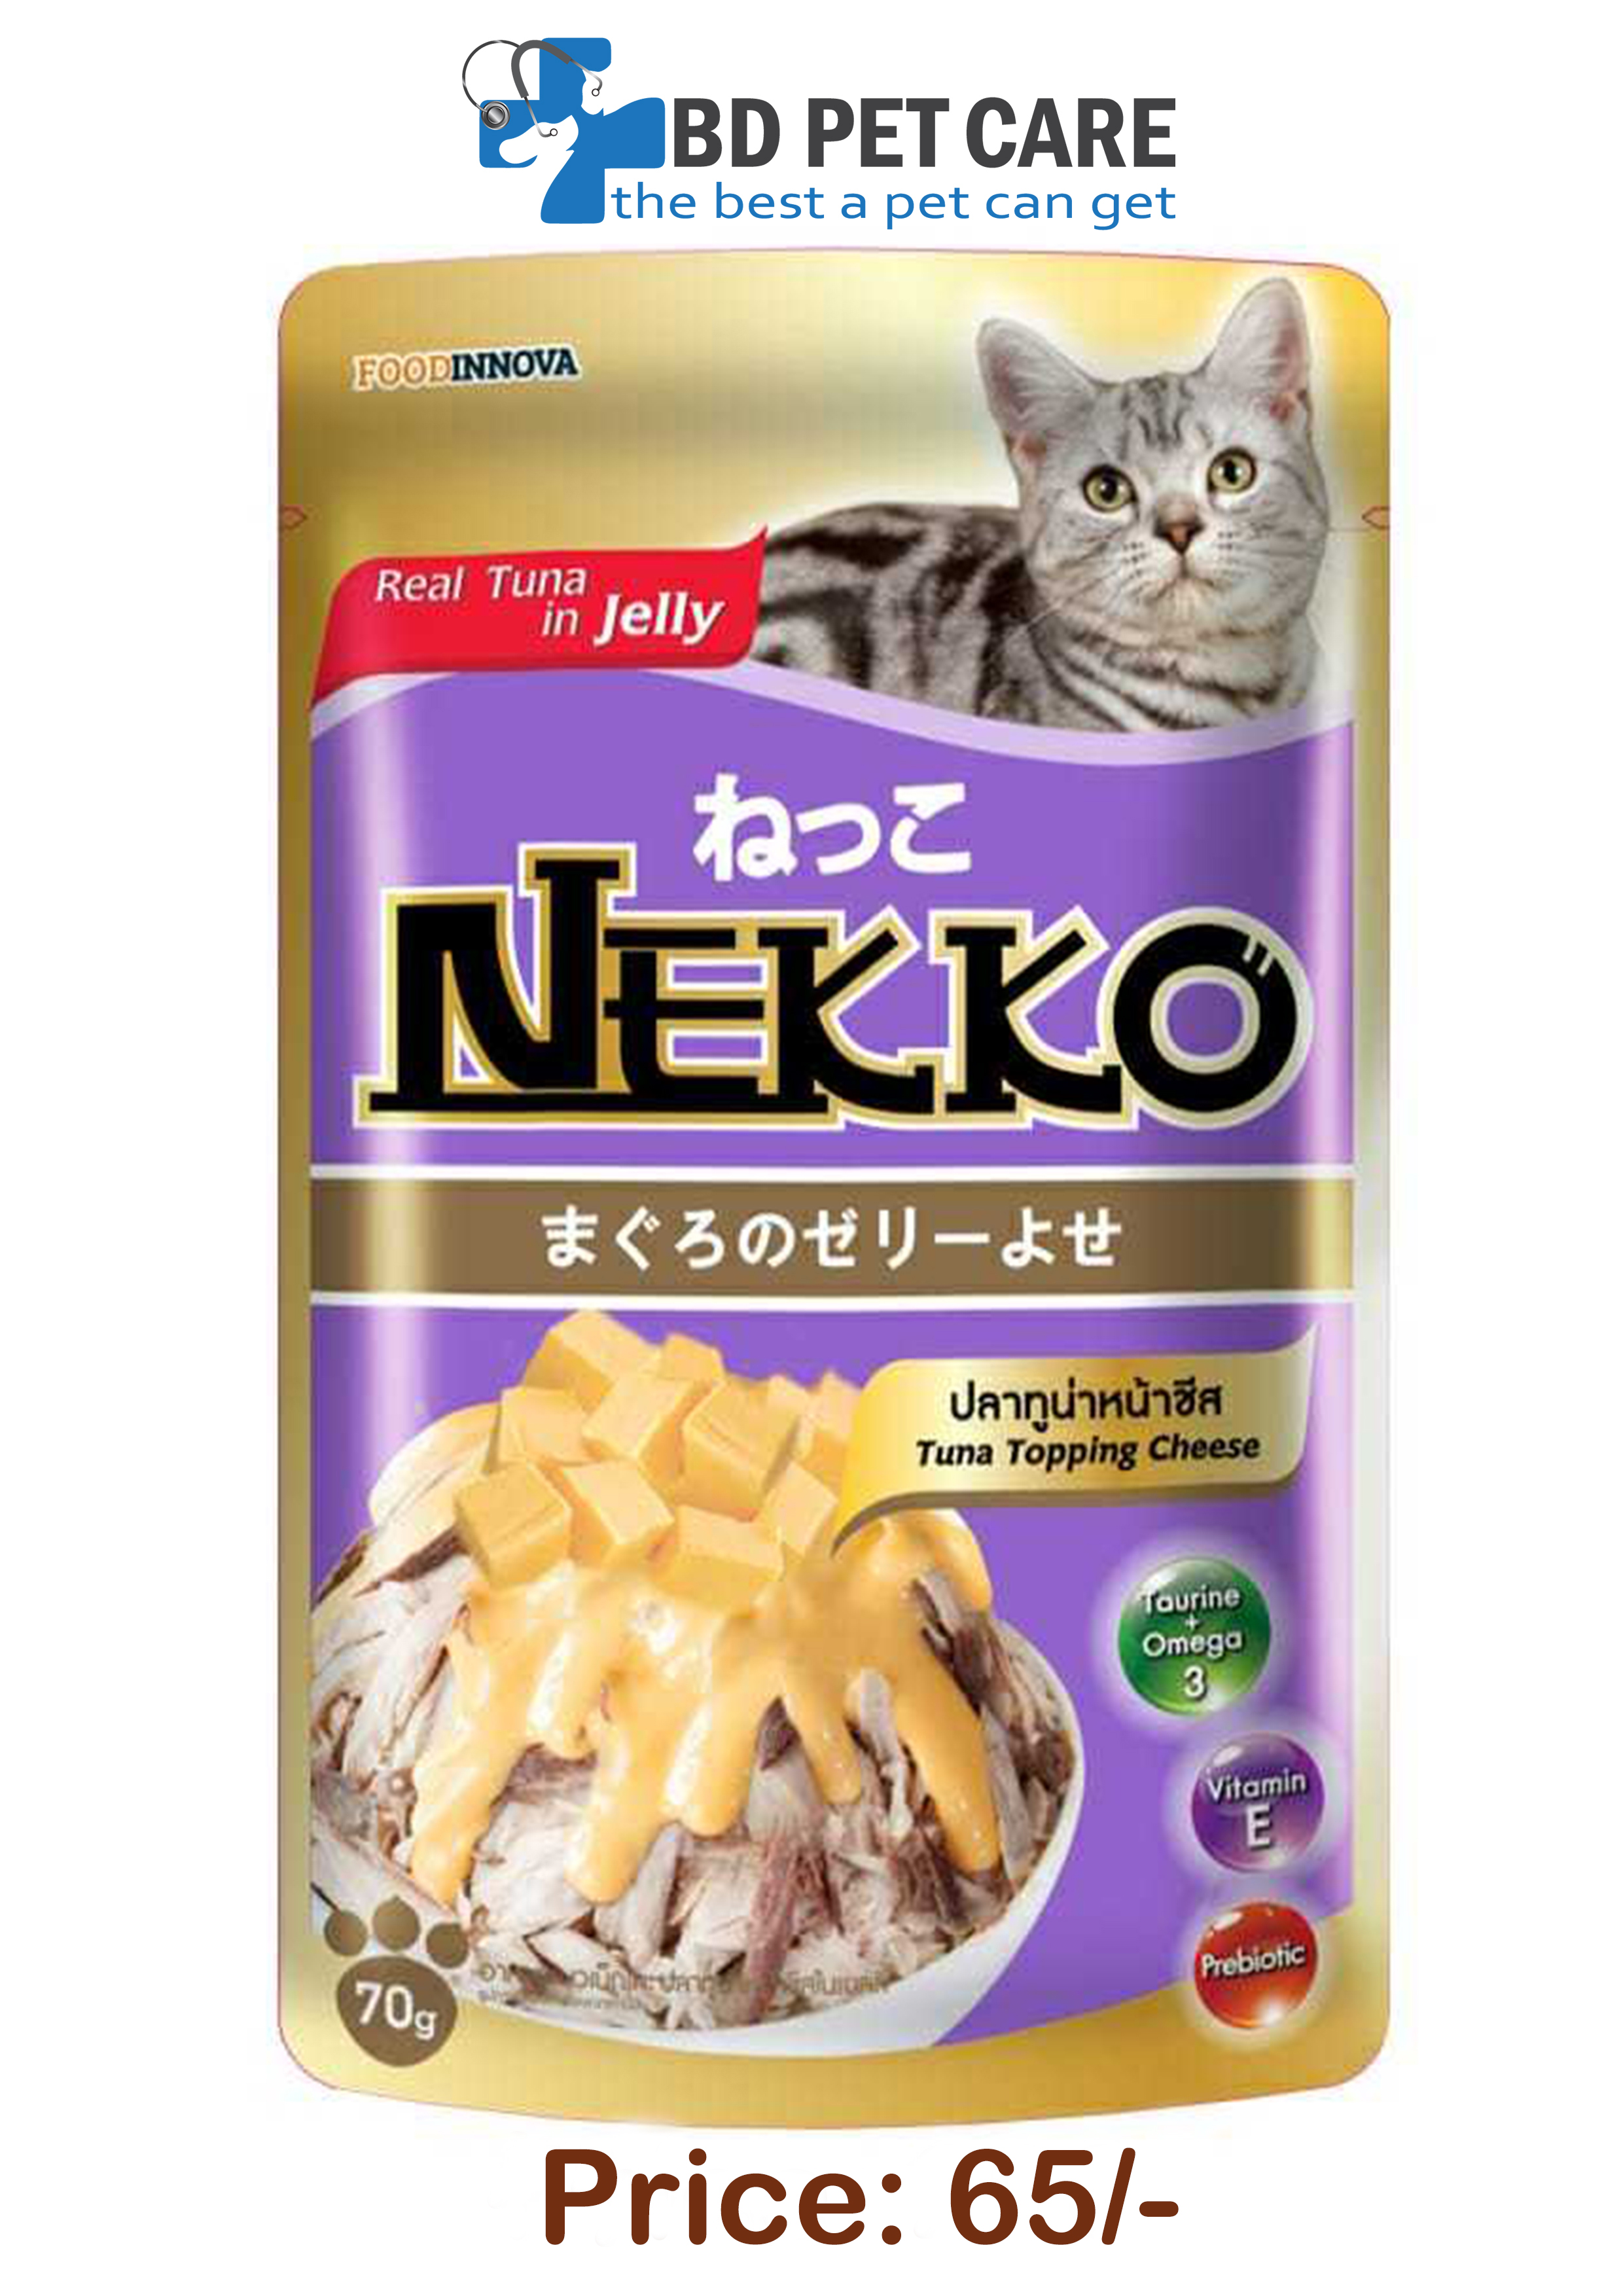 BD PET CARE
the best a pet can get
FOODINNOVA
Real Tuna
in Jelly
ねっこ
NEKKO
まぐろのゼリーよせ
ปลาทูน่าหน้าชีส
Tuna Topping Cheese
Taurine
+
Omega
3
Vitamin
E
Prebiotic
70g
Price: 65/-